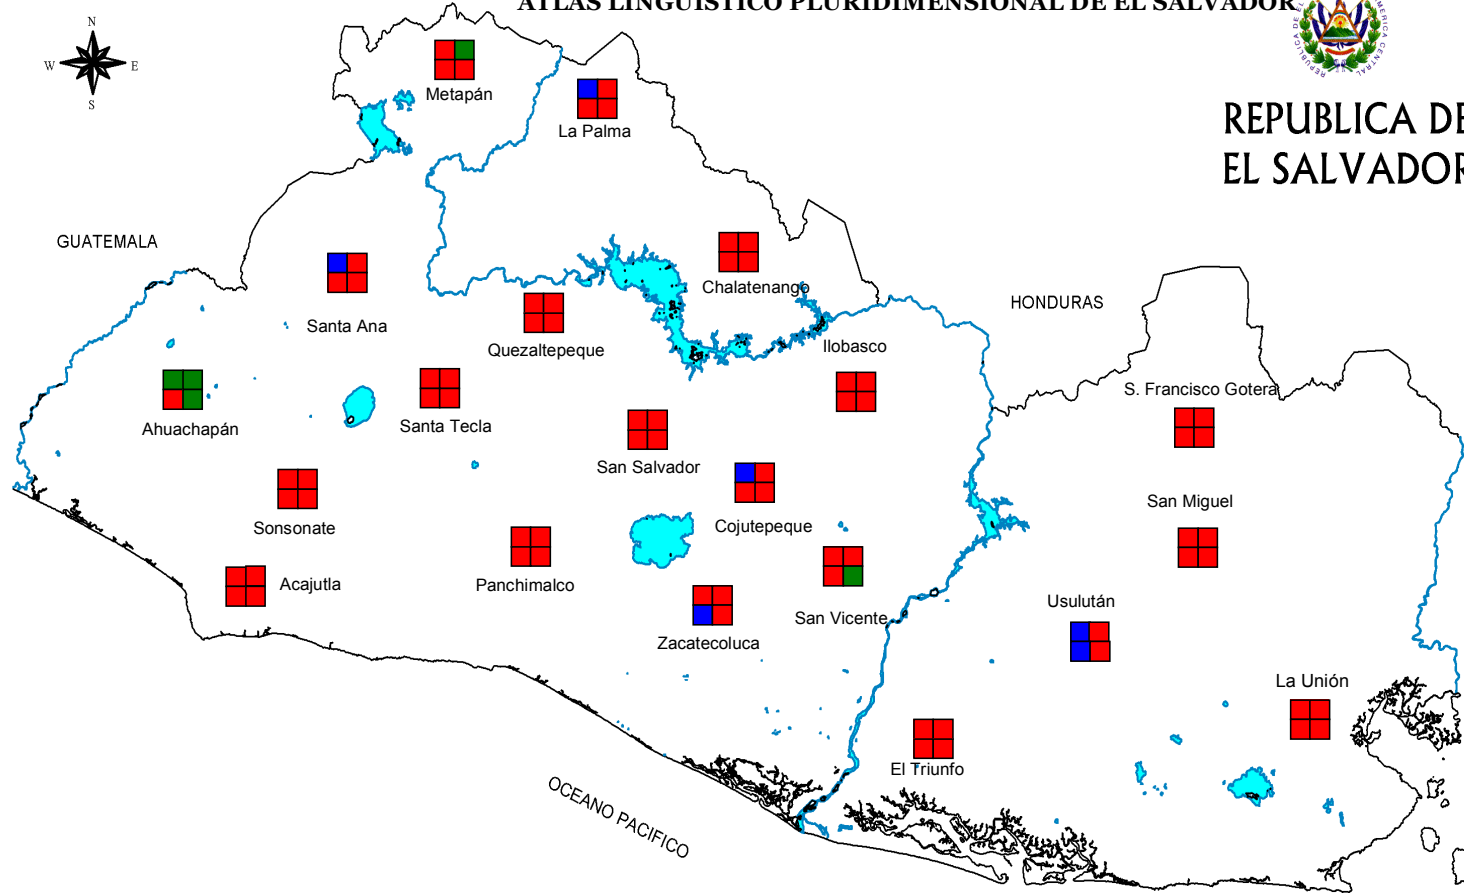 ATLAS LINGÜÍSTICO PLURIDIMENSIONAL DE EL SALVADOR
N
W E
S
REPUBLICA DE
EL SALVADOR
Metapán
La Palma
GUATEMALA
Chalatenango
HONDURAS
Santa Ana
Quezaltepeque
Ilobasco
S. Francisco Gotera
Ahuachapán
Santa Tecla
San Salvador
San Miguel
Sonsonate
Cojutepeque
Acajutla
Panchimalco
Usulután
San Vicente
Zacatecoluca
La Unión
El Triunfo
OCEANO PACIFICO